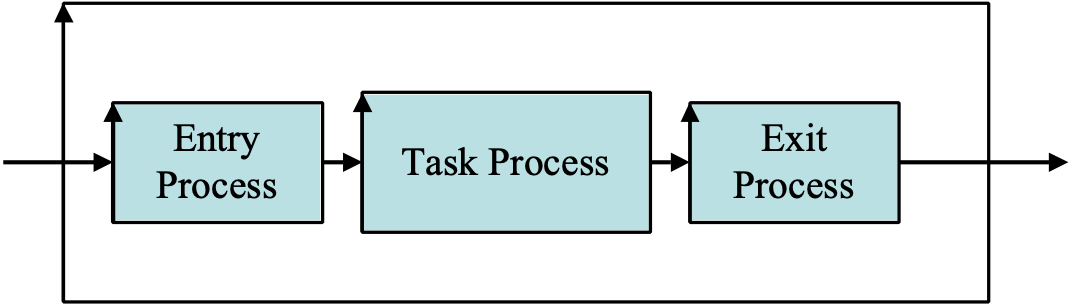 Entry
Process
Task Process
Exit
Process